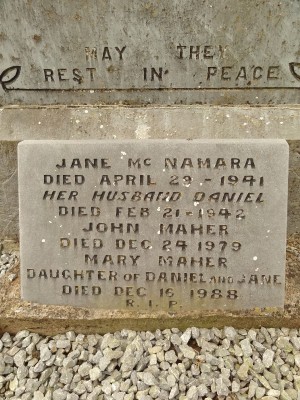 MAY THEY
REST IN PEACE
JANE MC NAMARA
DIED APRIL 29 - 1941
HER HUSBAND DANIEL
DIED FEB 21 - 1942
JOHN MAHER
DIED DEC 24 1979
MARY MAHER
DAUGHTER OF DANIEL AND JANE
DIED DEC 16 1988
R. I. P.